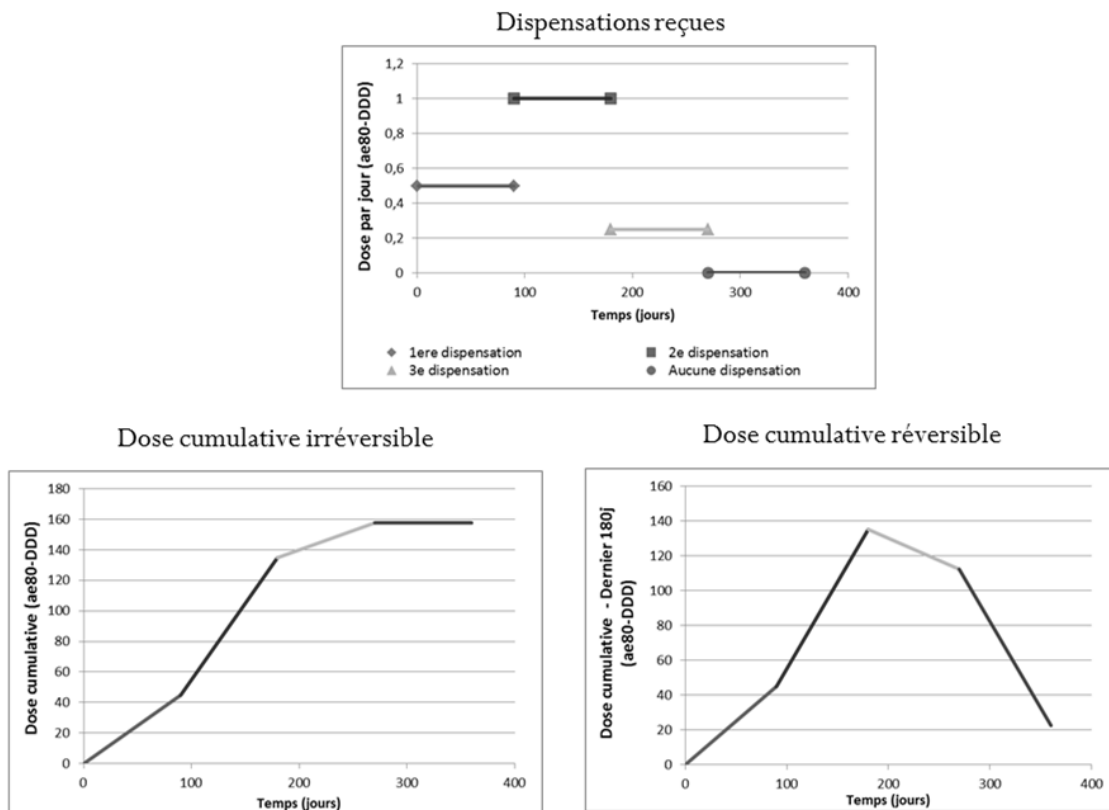 Dispensations reçues
Dose par jour (ae80-DDD)
1,2
1
0,8
0,6
0,4
0,2
0
0 100 200 300 400
Temps (jours)
1ere dispensation 2e dispensation
3e dispensation Aucune dispensation
Dose cumulative irréversible
Dose cumulative (ae80-DDD)
180
160
140
120
100
80
60
40
20
0
0 100 200 300 400
Temps (jours)
Dose cumulative réversible
Dose cumulative - Dernier 180j
(ae80-DDD)
160
140
120
100
80
60
40
20
0
0 100 200 300 400
Temps (jours)